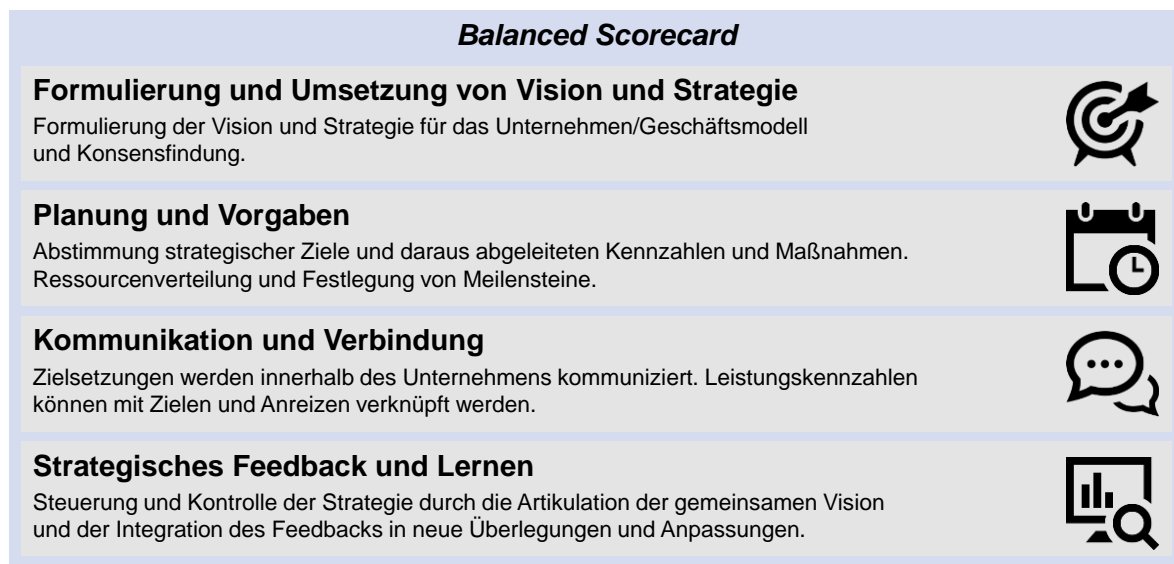 Balanced Scorecard
Formulierung und Umsetzung von Vision und Strategie
Formulierung der Vision und Strategie für das Unternehmen/Geschäftsmodell
und Konsensfindung.
Planung und Vorgaben
Abstimmung strategischer Ziele und daraus abgeleiteten Kennzahlen und Maßnahmen.
Ressourcenverteilung und Festlegung von Meilensteine.
Kommunikation und Verbindung
Zielsetzungen werden innerhalb des Unternehmens kommuniziert. Leistungskennzahlen
können mit Zielen und Anreizen verknüpft werden.
Strategisches Feedback und Lernen
Steuerung und Kontrolle der Strategie durch die Artikulation der gemeinsamen Vision
und der Integration des Feedbacks in neue Überlegungen und Anpassungen.